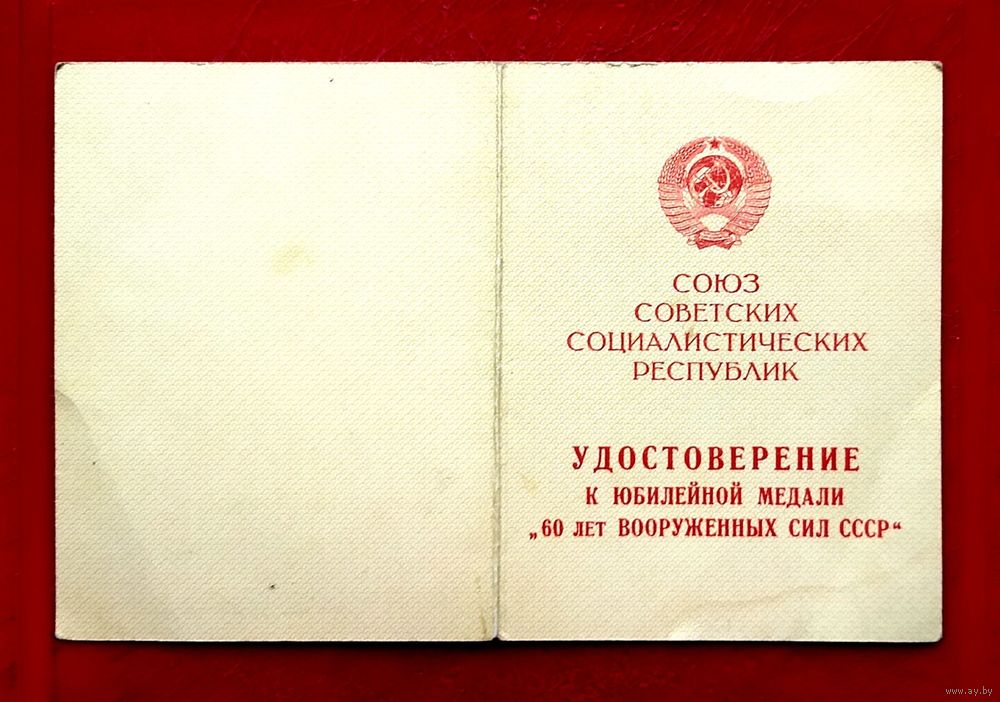 СОЮЗ
СОВЕТСКИХ
СОЦИАЛИСТИЧЕСКИХ
РЕСПУБЛИК
УДОСТОВЕРЕНИЕ
К ЮБИЛЕЙНОЙ МЕДАЛИ
„60 ЛЕТ ВООРУЖЕННЫХ СИЛ СССР“
www.ay.by